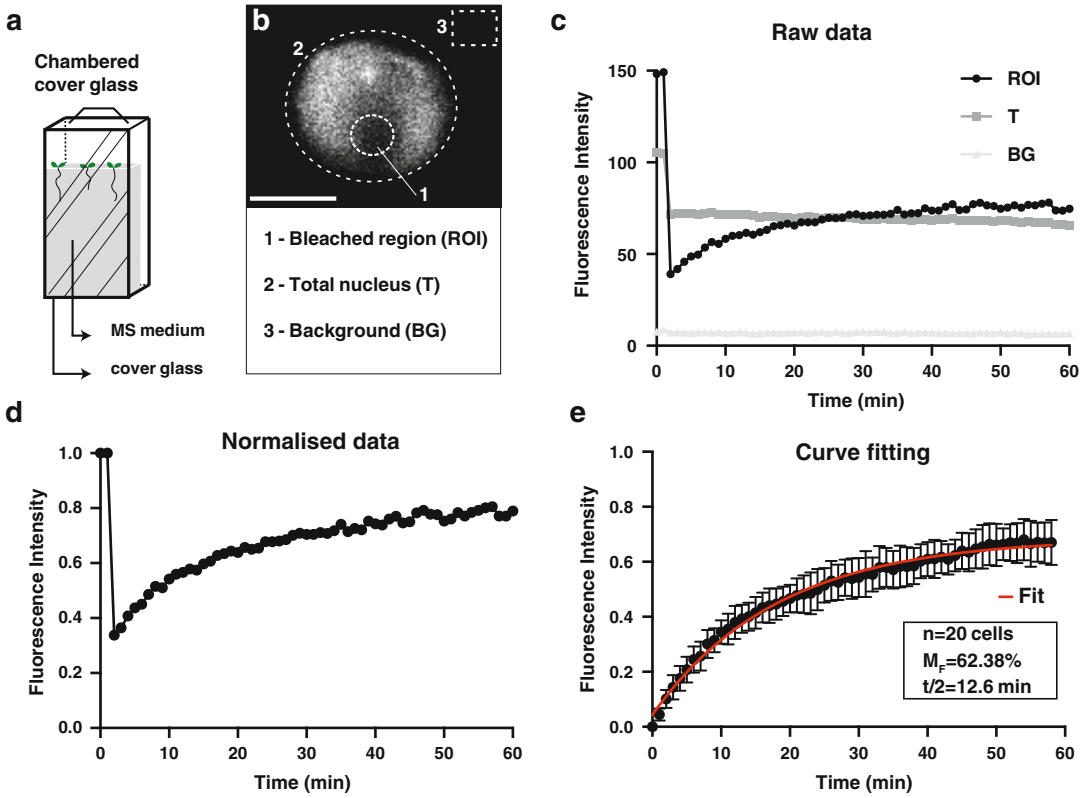 a
Chambered
cover glass
MS medium
cover glass
b
3
2
1
1 - Bleached region (ROI)
2 - Total nucleus (T)
3 - Background (BG)
c
Raw data
Fluorescence Intensity
150
100
50
0
0 10 20 30 40 50 60
Time (min)
ROI
T
BG
d
Normalised data
Fluorescence Intensity
1.0
0.8
0.6
0.4
0.2
0.0
0 10 20 30 40 50 60
Time (min)
e
Curve fitting
Fluorescence Intensity
1.0
0.8
0.6
0.4
0.2
0.0
0 10 20 30 40 50 60
Time (min)
Fit
n=20 cells
MF=62.38%
t/2=12.6 min